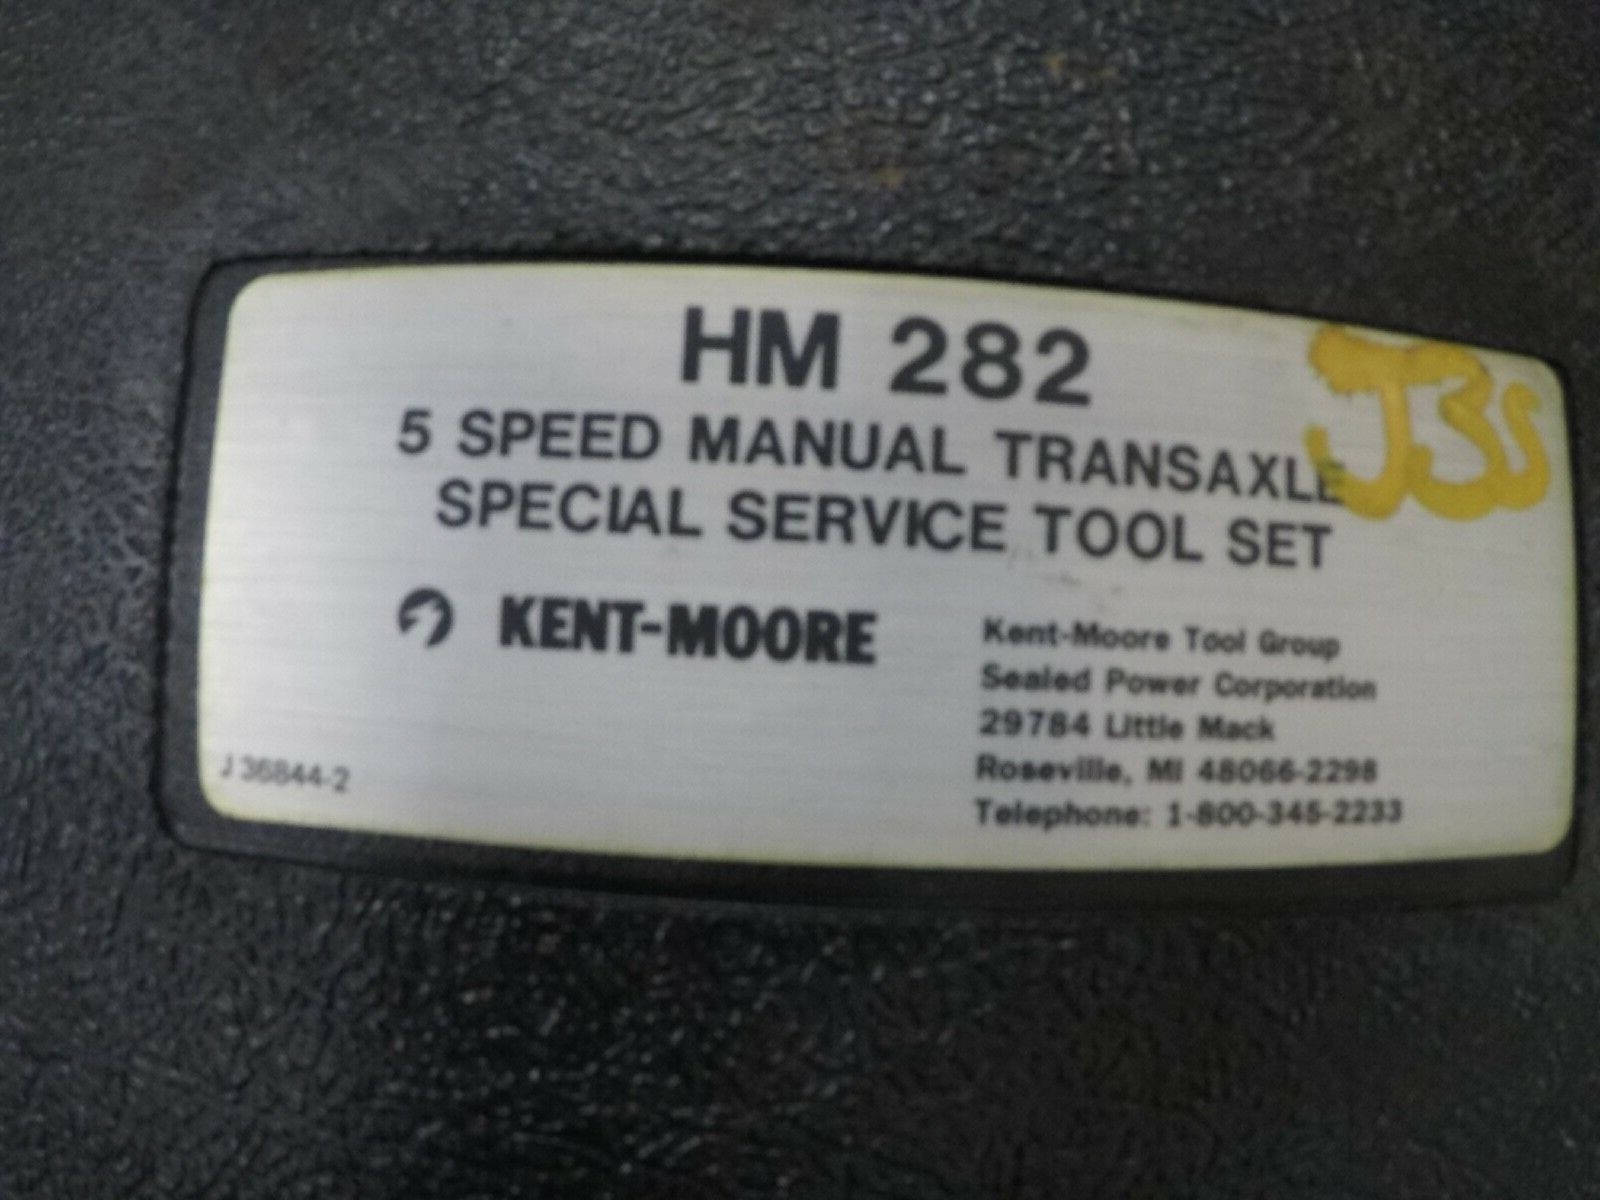 HM 282
5 SPEED MANUAL TRANSAXLE
SPECIAL SERVICE TOOL SET
J35
KENT-MOORE
Kent-Moore Tool Group
Sealed Power Corporation
29784 Little Mack
Roseville, MI 48066-2298
Telephone: 1-800-345-2233
J 36844-2